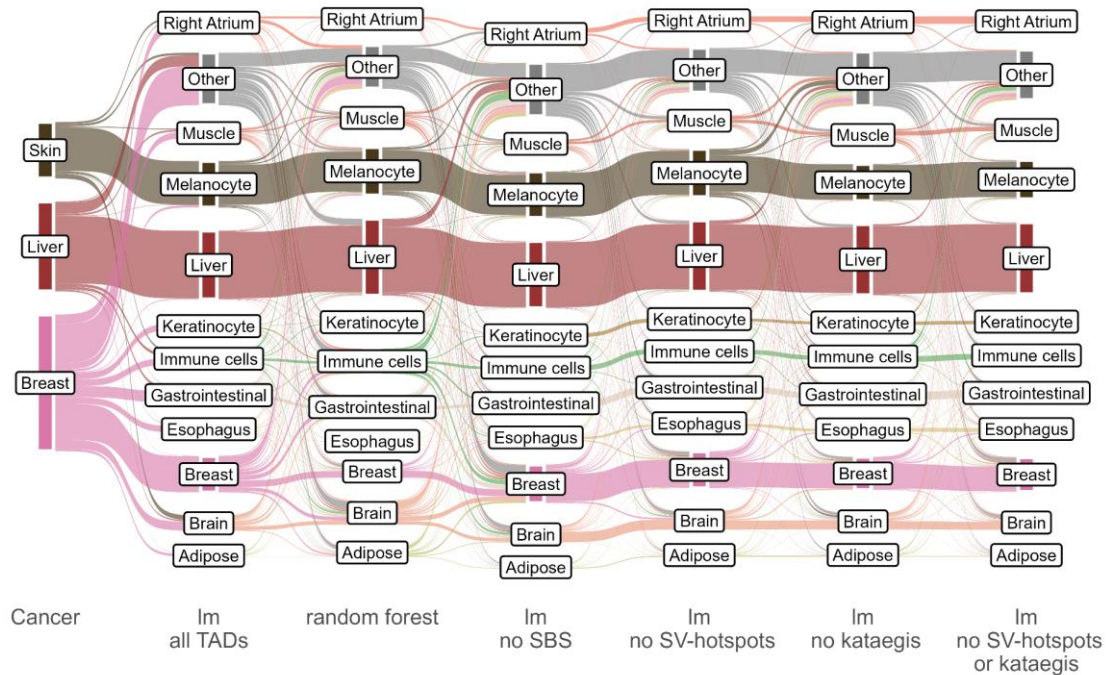 Skin
Liver
Breast
Right Atrium
Other
Muscle
Melanocyte
Liver
Keratinocyte
Immune cells
Gastrointestinal
Esophagus
Breast
Brain
Adipose
Right Atrium
Other
Muscle
Melanocyte
Liver
Keratinocyte
Immune cells
Gastrointestinal
Esophagus
Breast
Brain
Adipose
Right Atrium
Other
Muscle
Melanocyte
Liver
Keratinocyte
Immune cells
Gastrointestinal
Esophagus
Breast
Brain
Adipose
Right Atrium
Other
Muscle
Melanocyte
Liver
Keratinocyte
Immune cells
Gastrointestinal
Esophagus
Breast
Brain
Adipose
Right Atrium
Other
Muscle
Melanocyte
Liver
Keratinocyte
Immune cells
Gastrointestinal
Esophagus
Breast
Brain
Adipose
Right Atrium
Other
Muscle
Melanocyte
Liver
Keratinocyte
Immune cells
Gastrointestinal
Esophagus
Breast
Brain
Adipose
Cancer
lm
all TADs
random forest
lm
no SBS
lm
no SV-hotspots
lm
no kataegis
lm
no SV-hotspots
or kataegis